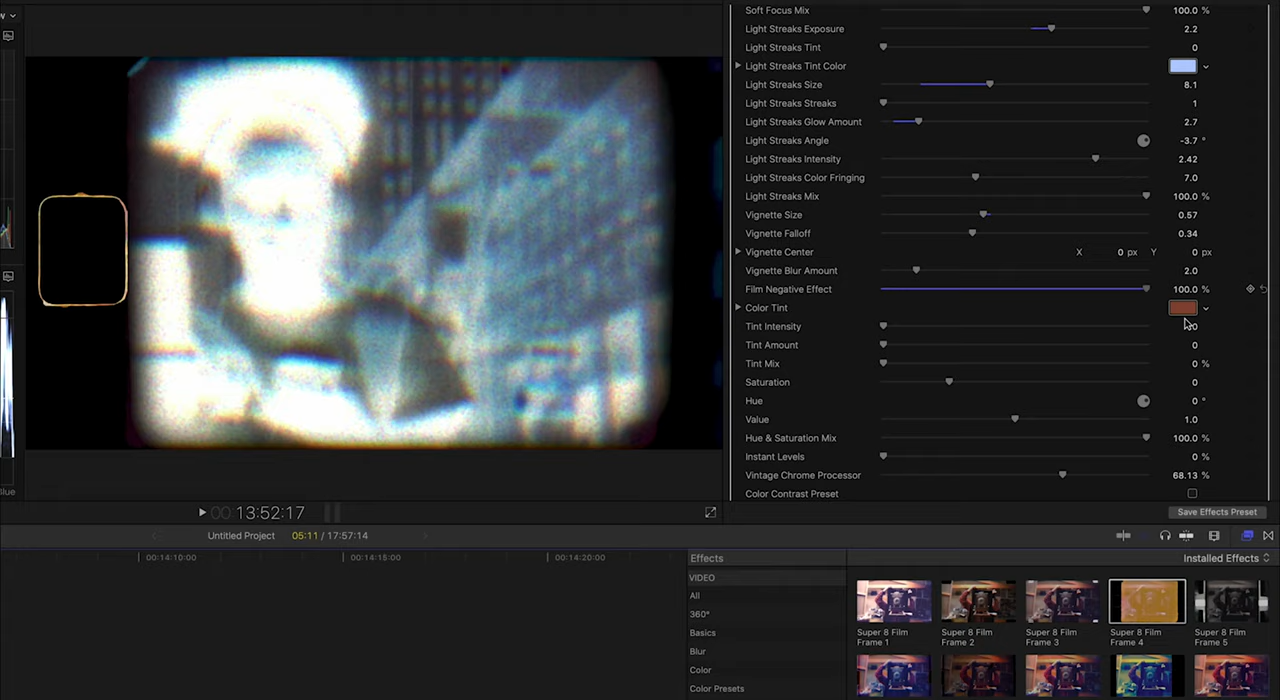 Soft Focus Mix 100.0 %
Light Streaks Exposure 2.2
Light Streaks Tint 0
Light Streaks Tint Color
Light Streaks Size 8.1
Light Streaks Streaks 1
Light Streaks Glow Amount 2.7
Light Streaks Angle -3.7 °
Light Streaks Intensity 2.42
Light Streaks Color Fringing 7.0
Light Streaks Mix 100.0 %
Vignette Size 0.57
Vignette Falloff 0.34
Vignette Center X 0 px Y 0 px
Vignette Blur Amount 2.0
Film Negative Effect 100.0 %
Color Tint
Tint Intensity
Tint Amount 0
Tint Mix 0 %
Saturation 0
Hue 0 °
Value 1.0
Hue & Saturation Mix 100.0 %
Instant Levels 0 %
Vintage Chrome Processor 68.13 %
Color Contrast Preset
Save Effects Preset
00:00:13:52:17
Untitled Project 05:11 / 17:57:14
00:14:10:00 00:14:15:00 00:14:20:00
Effects Installed Effects
VIDEO
All
360°
Basics
Blur
Color
Color Presets
Super 8 Film
Frame 1
Super 8 Film
Frame 2
Super 8 Film
Frame 3
Super 8 Film
Frame 4
Super 8 Film
Frame 5